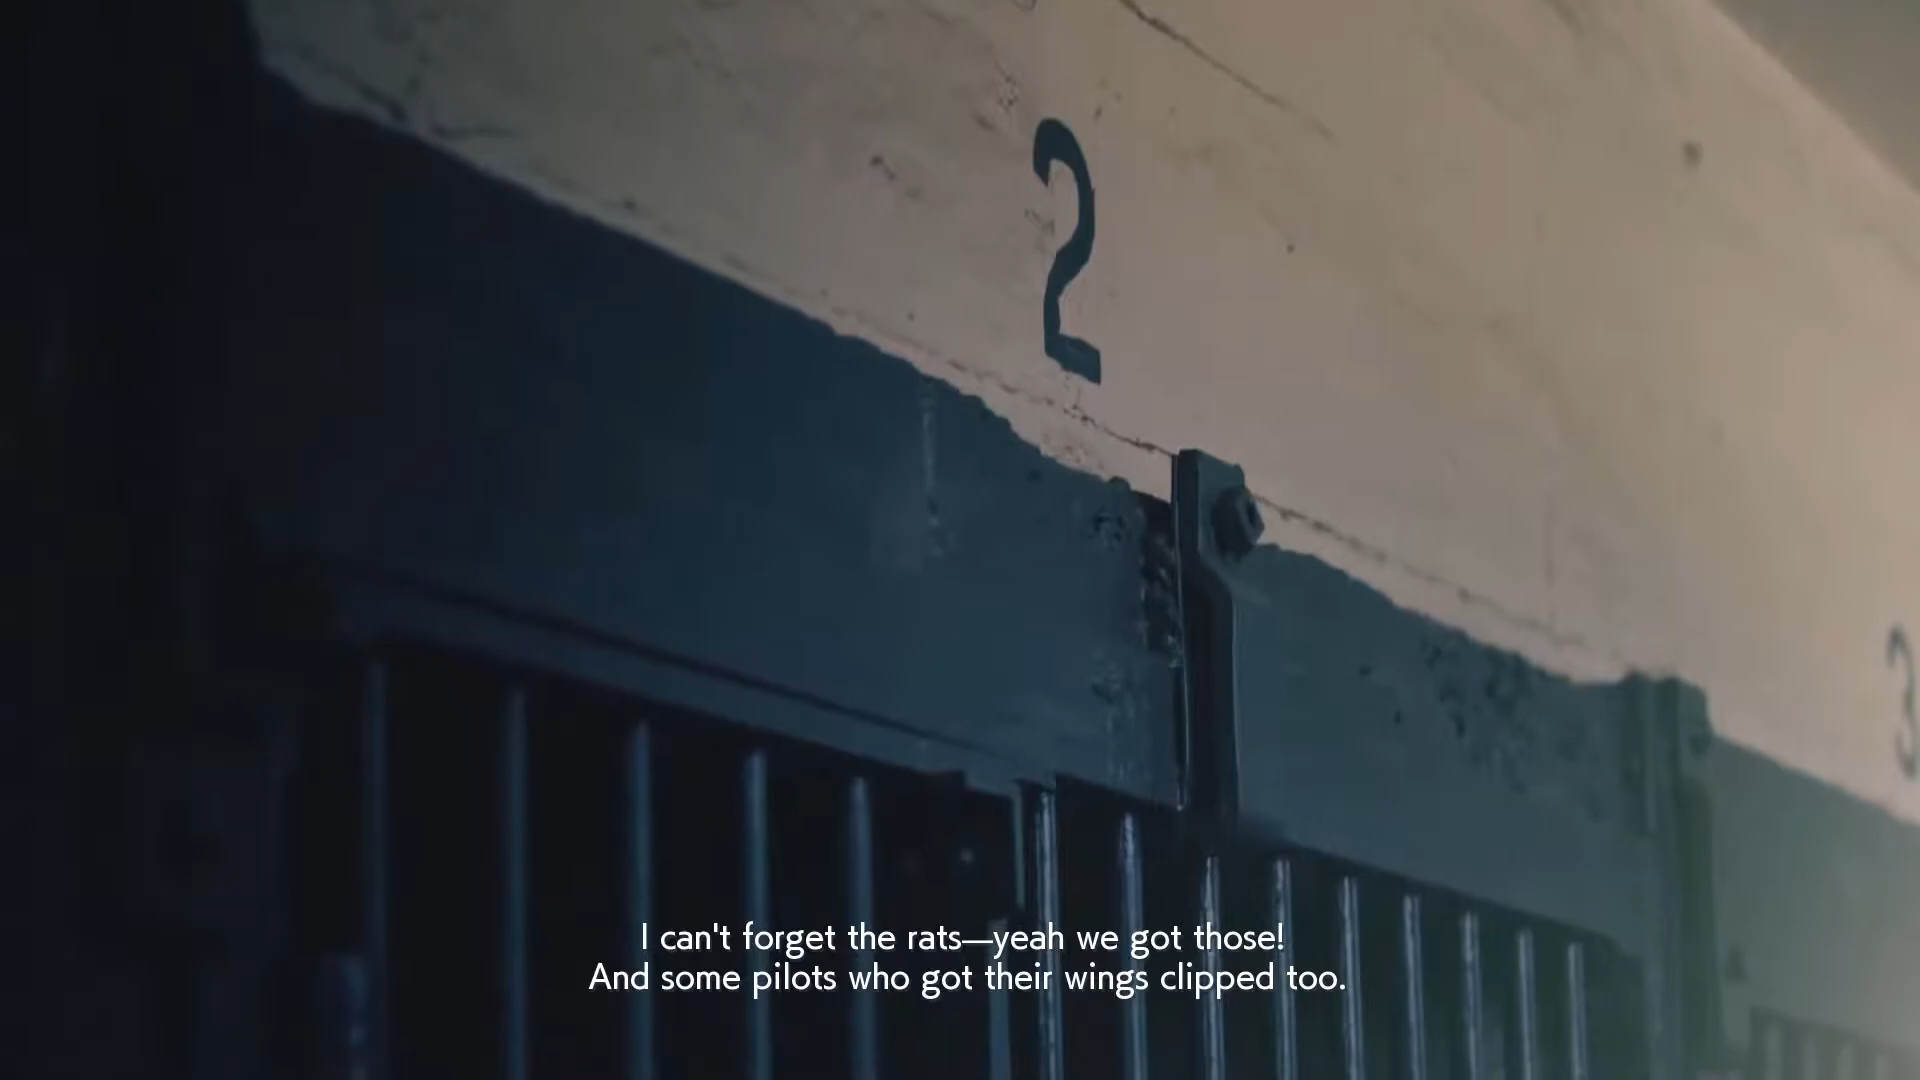 2
3
I can't forget the rats—yeah we got those!
And some pilots who got their wings clipped too.